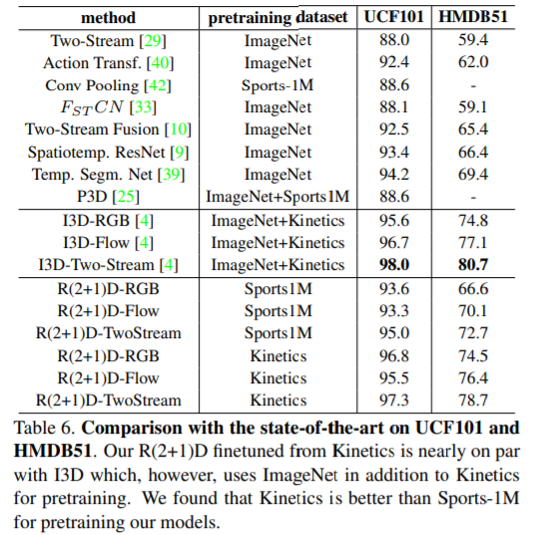 method pretraining dataset UCF101 HMDB51
Two-Stream [29] ImageNet 88.0 59.4
Action Transf. [40] ImageNet 92.4 62.0
Conv Pooling [42] Sports-1M 88.6 -
FSTCN [33] ImageNet 88.1 59.1
Two-Stream Fusion [10] ImageNet 92.5 65.4
Spatiotemp. ResNet [9] ImageNet 93.4 66.4
Temp. Segm. Net [39] ImageNet 94.2 69.4
P3D [25] ImageNet+Sports1M 88.6 -
I3D-RGB [4] ImageNet+Kinetics 95.6 74.8
I3D-Flow [4] ImageNet+Kinetics 96.7 77.1
I3D-Two-Stream [4] ImageNet+Kinetics 98.0 80.7
R(2+1)D-RGB Sports1M 93.6 66.6
R(2+1)D-Flow Sports1M 93.3 70.1
R(2+1)D-TwoStream Sports1M 95.0 72.7
R(2+1)D-RGB Kinetics 96.8 74.5
R(2+1)D-Flow Kinetics 95.5 76.4
R(2+1)D-TwoStream Kinetics 97.3 78.7
Table 6. Comparison with the state-of-the-art on UCF101 and
HMDB51. Our R(2+1)D finetuned from Kinetics is nearly on par
with I3D which, however, uses ImageNet in addition to Kinetics
for pretraining. We found that Kinetics is better than Sports-1M
for pretraining our models.